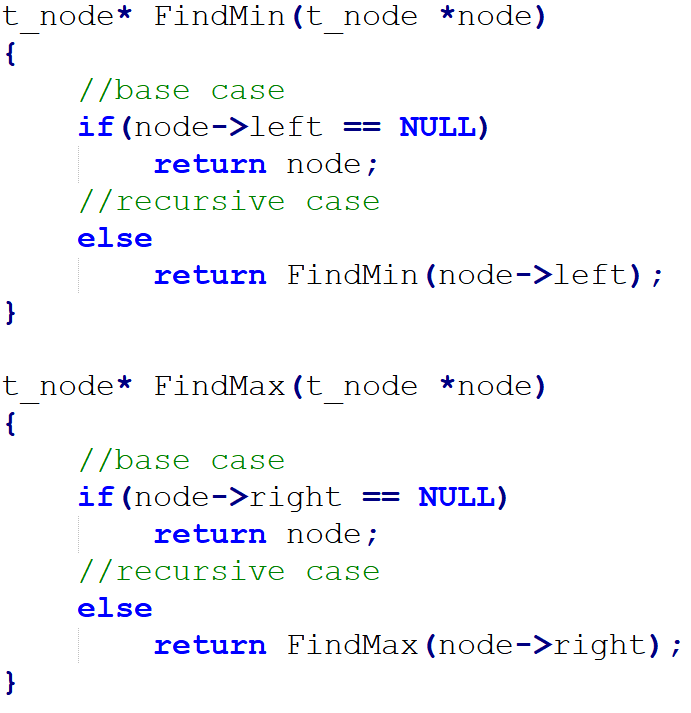 t_node* FindMin(t_node *node)
{
    //base case
    if(node->left == NULL)
        return node;
    //recursive case
    else
        return FindMin(node->left);
}

t_node* FindMax(t_node *node)
{
    //base case
    if(node->right == NULL)
        return node;
    //recursive case
    else
        return FindMax(node->right);
}